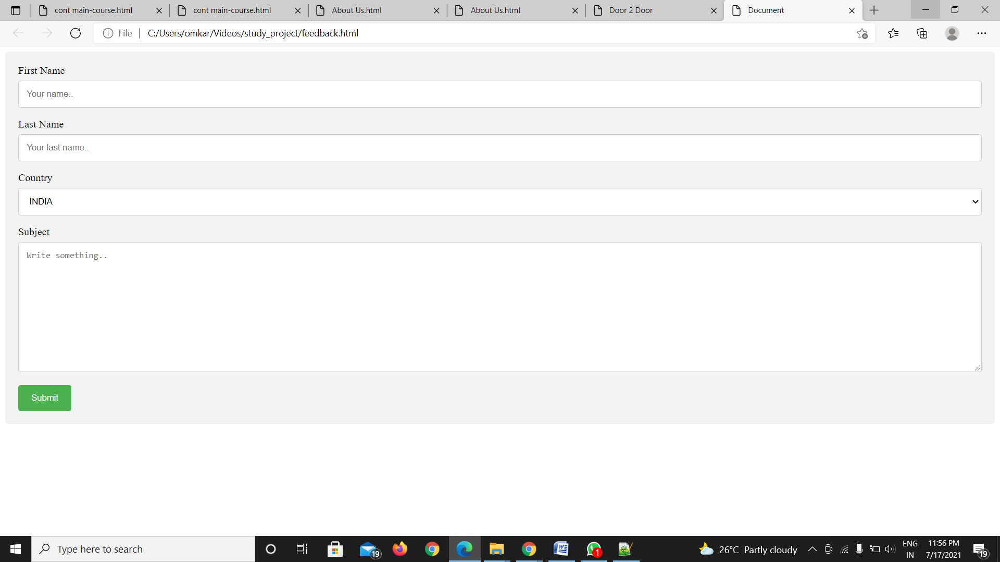 cont main-course.html
cont main-course.html
About Us.html
About Us.html
Door 2 Door
Document
File
C:/Users/omkar/Videos/study_project/feedback.html
First Name
Your name..
Last Name
Your last name..
Country
INDIA
Subject
Write something..
Submit
Type here to search
19
1
26°C Partly cloudy
ENG
IN
11:56 PM
7/17/2021
19